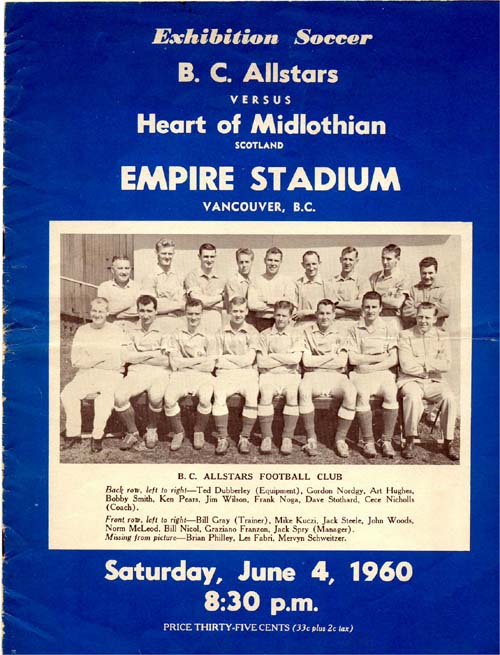 Exhibition Soccer
B. C. Allstars
VERSUS
Heart of Midlothian
SCOTLAND
EMPIRE STADIUM
VANCOUVER, B.C.
B. C. ALLSTARS FOOTBALL CLUB
Back row, left to right—Ted Dubberley (Equipment), Gordon Nordgy, Art Hughes,
Bobby Smith, Ken Pears, Jim Wilson, Frank Noga, Dave Stothard, Cece Nicholls
(Coach).
Front row, left to right—Bill Gray (Trainer), Mike Kuczi, Jack Steele, John Woods,
Norm McLeod, Bill Nicol, Graziano Franzon, Jack Spry (Manager).
Missing from picture—Brian Philley, Les Fabri, Mervyn Schweitzer.
Saturday, June 4, 1960
8:30 p.m.
PRICE THIRTY-FIVE CENTS (33c plus 2c tax)